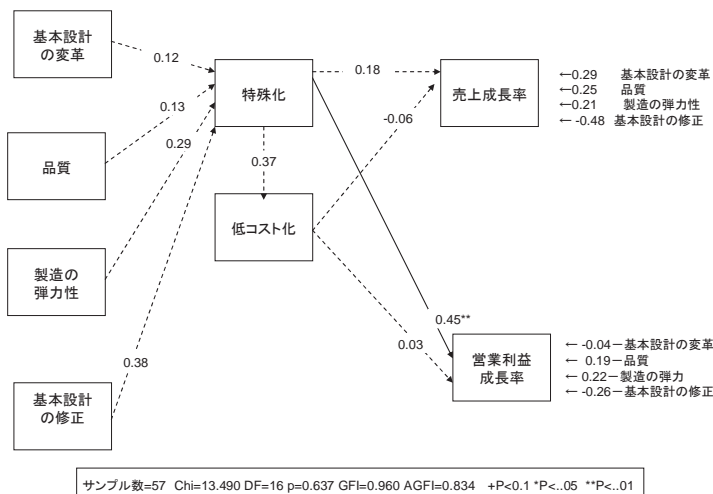 基本設計
の変革
0.12
0.18
特殊化
売上成長率
←0.29 基本設計の変革
←0.25 品質
←0.21 製造の弾力性
← -0.48 基本設計の修正
0.13
-0.06
0.29
品質
0.37
低コスト化
製造の
弾力性
0.45**
0.03
0.38
営業利益
成長率
← -0.04－基本設計の変革
← 0.19－品質
← 0.22－製造の弾力
← -0.26－基本設計の修正
基本設計
の修正
サンプル数=57 Chi=13.490 DF=16 p=0.637 GFI=0.960 AGFI=0.834 +P<0.1 *P<..05 **P<..01